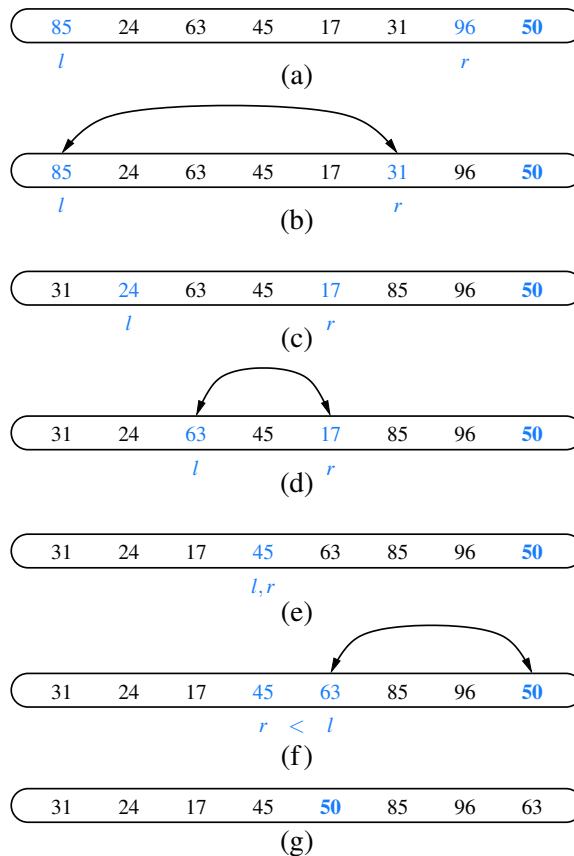 85 24 63 45 17 31 96 50
l r
(a)
85 24 63 45 17 31 96 50
l r
(b)
31 24 63 45 17 85 96 50
l r
(c)
31 24 63 45 17 85 96 50
l r
(d)
31 24 17 45 63 85 96 50
l, r
(e)
31 24 17 45 63 85 96 50
r < l
(f)
31 24 17 45 50 85 96 63
(g)